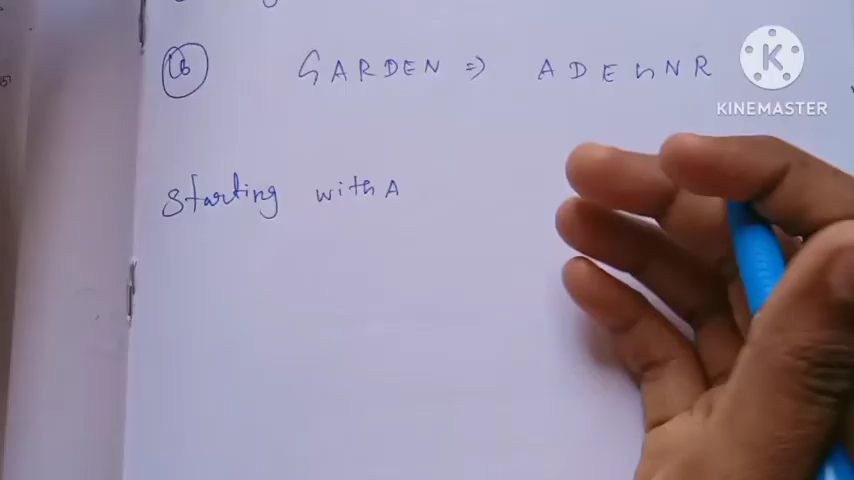 16 GARDEN => ADEGNR
K
KINEMASTER
Starting with A